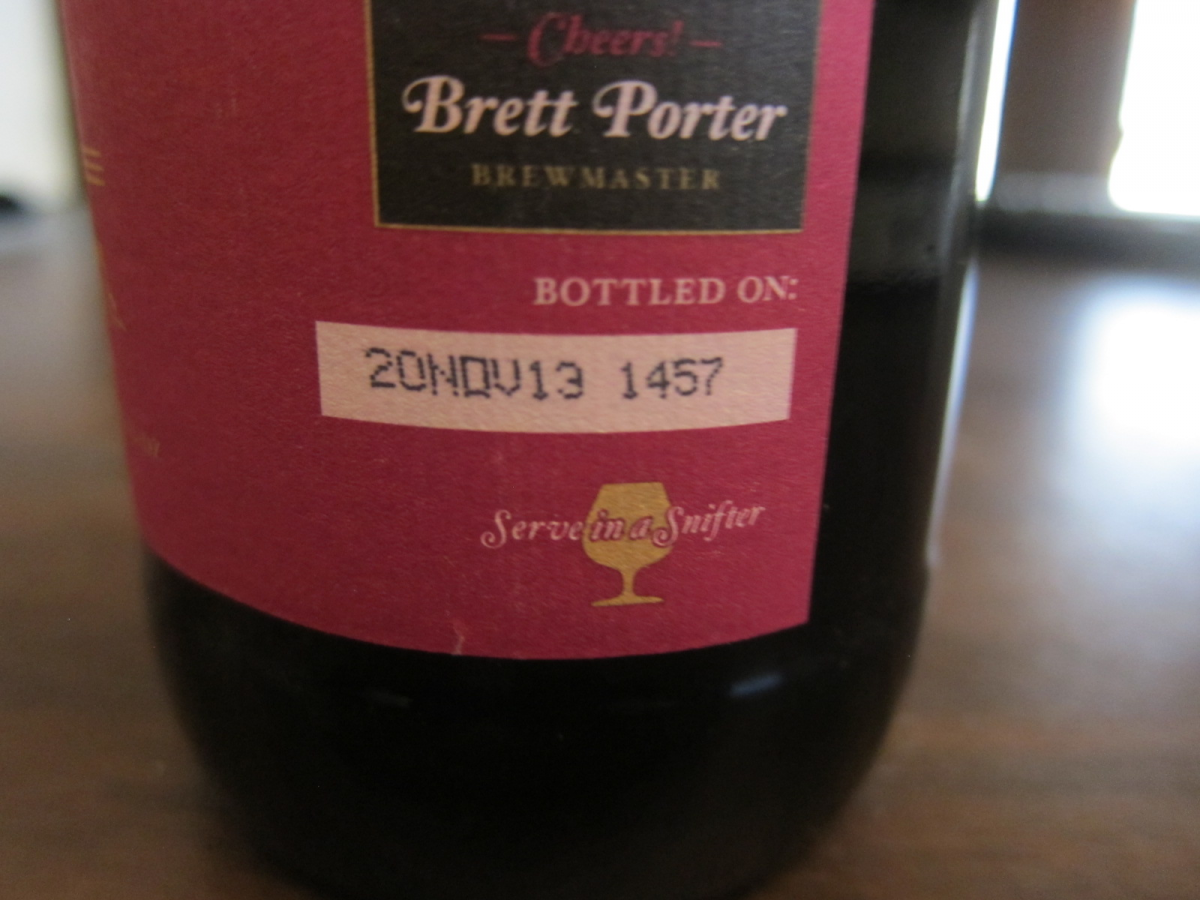 – Cheers! –
Brett Porter
BREWMASTER
BOTTLED ON:
20NOV13 1457
Serve in a Snifter